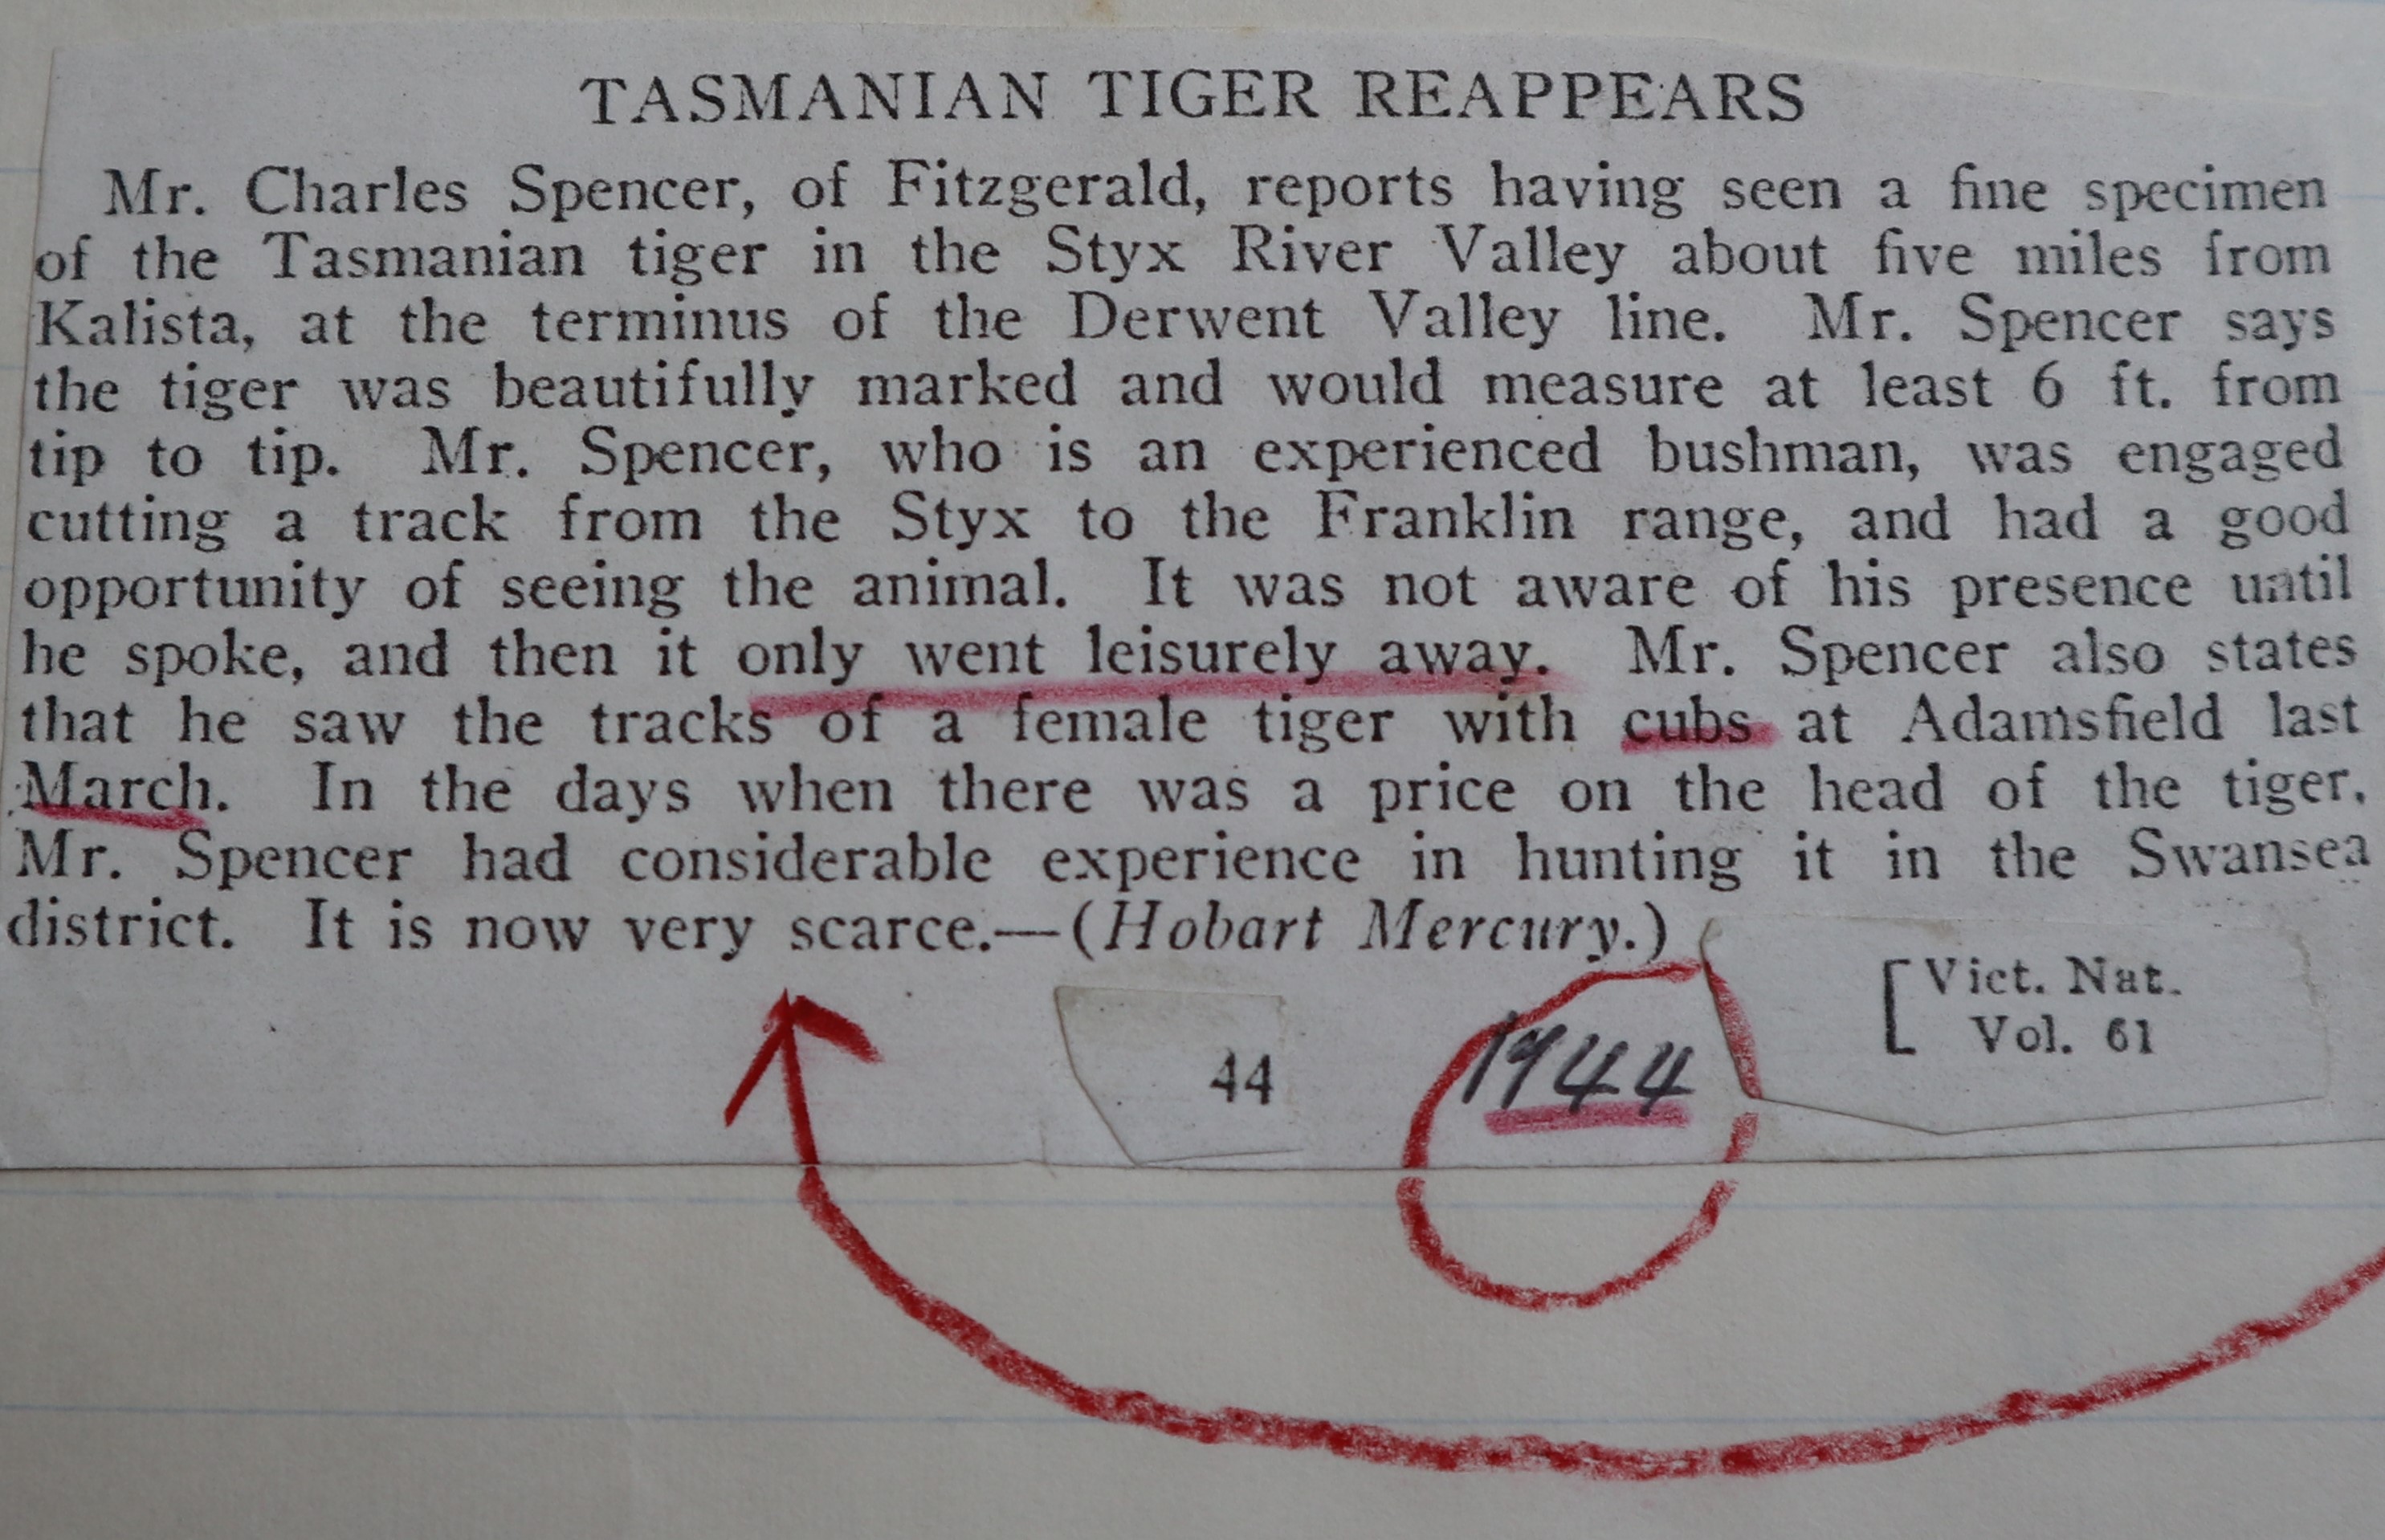 TASMANIAN TIGER REAPPEARS
Mr. Charles Spencer, of Fitzgerald, reports having seen a fine specimen
of the Tasmanian tiger in the Styx River Valley about five miles from
Kalista, at the terminus of the Derwent Valley line. Mr. Spencer says
the tiger was beautifully marked and would measure at least 6 ft. from
tip to tip. Mr. Spencer, who is an experienced bushman, was engaged
cutting a track from the Styx to the Franklin range, and had a good
opportunity of seeing the animal. It was not aware of his presence until
he spoke, and then it only went leisurely away. Mr. Spencer also states
that he saw the tracks of a female tiger with cubs at Adamsfield last
March. In the days when there was a price on the head of the tiger,
Mr. Spencer had considerable experience in hunting it in the Swansea
district. It is now very scarce.—(Hobart Mercury.)
[Vict. Nat.
Vol. 61
44
1944